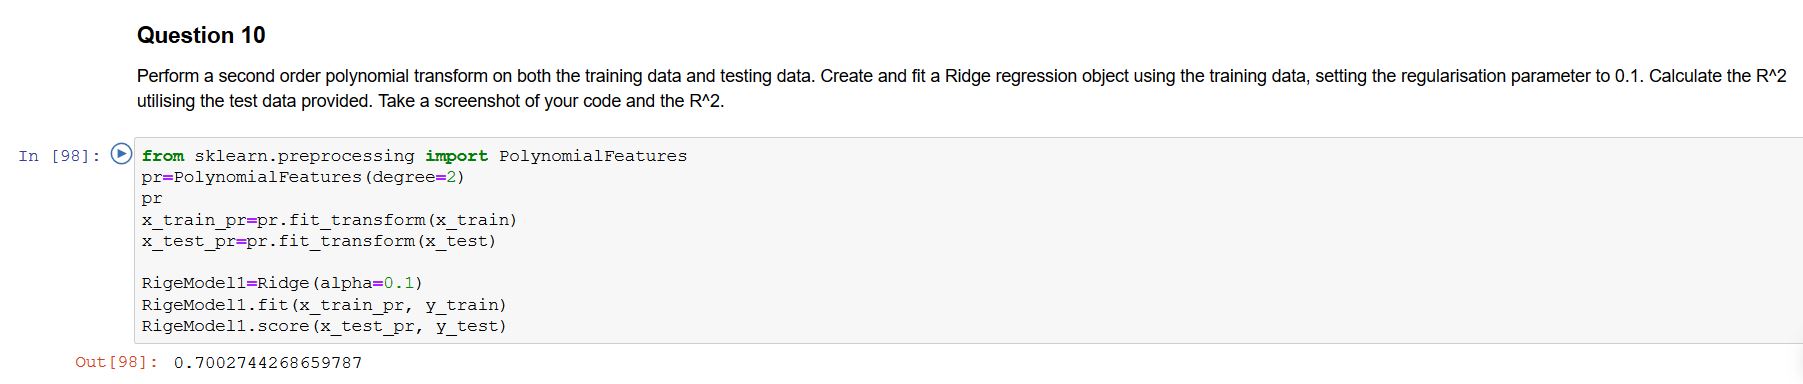 Question 10
Perform a second order polynomial transform on both the training data and testing data. Create and fit a Ridge regression object using the training data, setting the regularisation parameter to 0.1. Calculate the R^2
utilising the test data provided. Take a screenshot of your code and the R^2.
In [98]: from sklearn.preprocessing import PolynomialFeatures
pr=PolynomialFeatures(degree=2)
pr
x_train_pr=pr.fit_transform(x_train)
x_test_pr=pr.fit_transform(x_test)
RigeModel1=Ridge(alpha=0.1)
RigeModel1.fit(x_train_pr, y_train)
RigeModel1.score(x_test_pr, y_test)
Out[98]: 0.7002744268659787